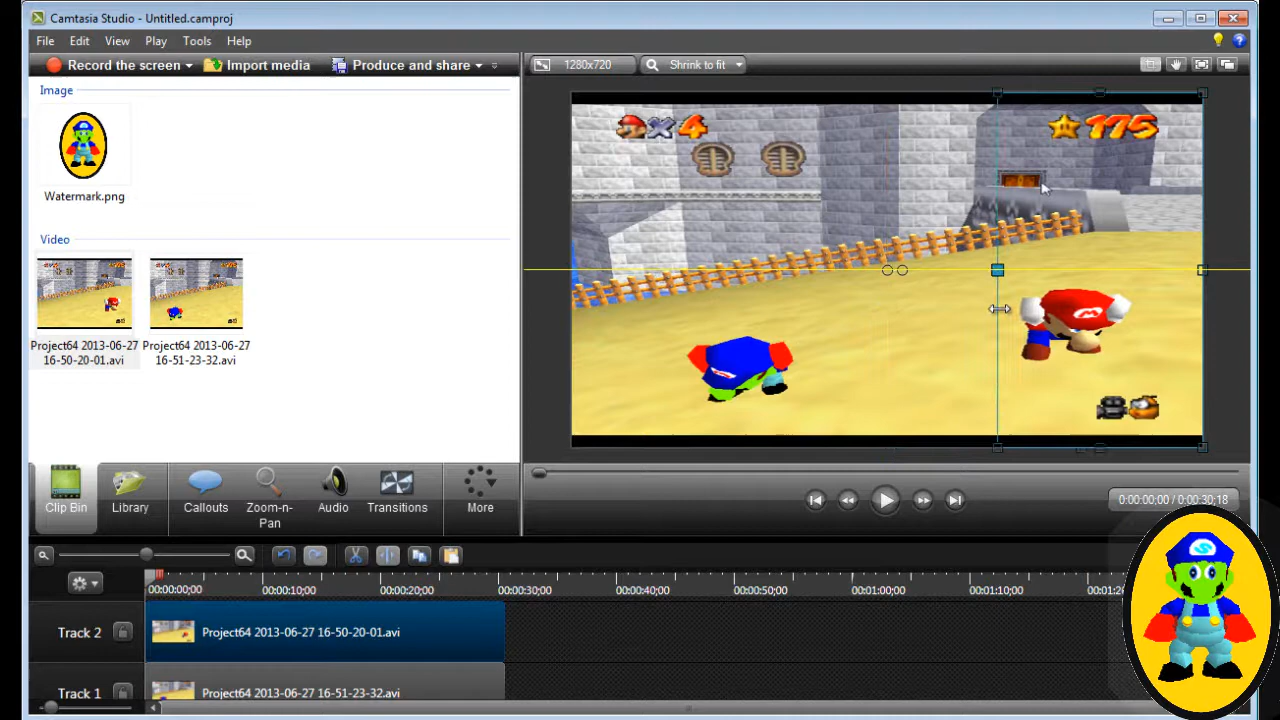 Camtasia Studio - Untitled.camproj
File Edit View Play Tools Help
Record the screen Import media Produce and share
1280x720 Shrink to fit
Image
Watermark.png
Video
Project64 2013-06-27 16-50-20-01.avi
Project64 2013-06-27 16-51-23-32.avi
4
175
Clip Bin Library Callouts Zoom-n-Pan Audio Transitions More
0:00:00;00 / 0:00:30;18
00:00:00;00 00:00:10;00 00:00:20;00 00:00:30;00 00:00:40;00 00:00:50;00 00:01:00;00 00:01:10;00
Track 2 Project64 2013-06-27 16-50-20-01.avi
Track 1 Project64 2013-06-27 16-51-23-32.avi